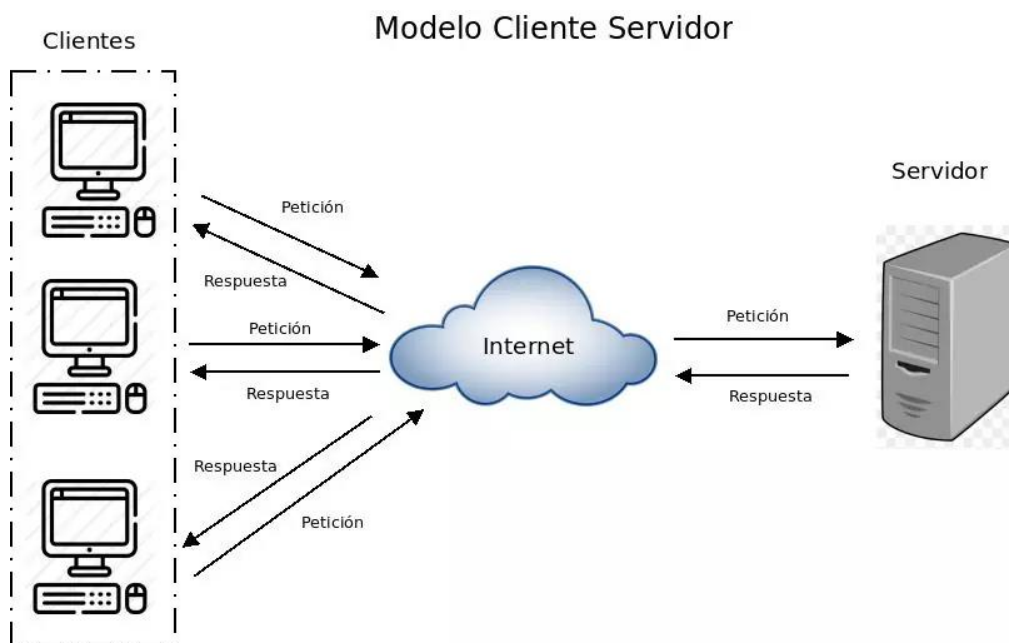 Modelo Cliente Servidor
Clientes
Servidor
Petición
Respuesta
Petición
Respuesta
Internet
Petición
Respuesta
Respuesta
Petición